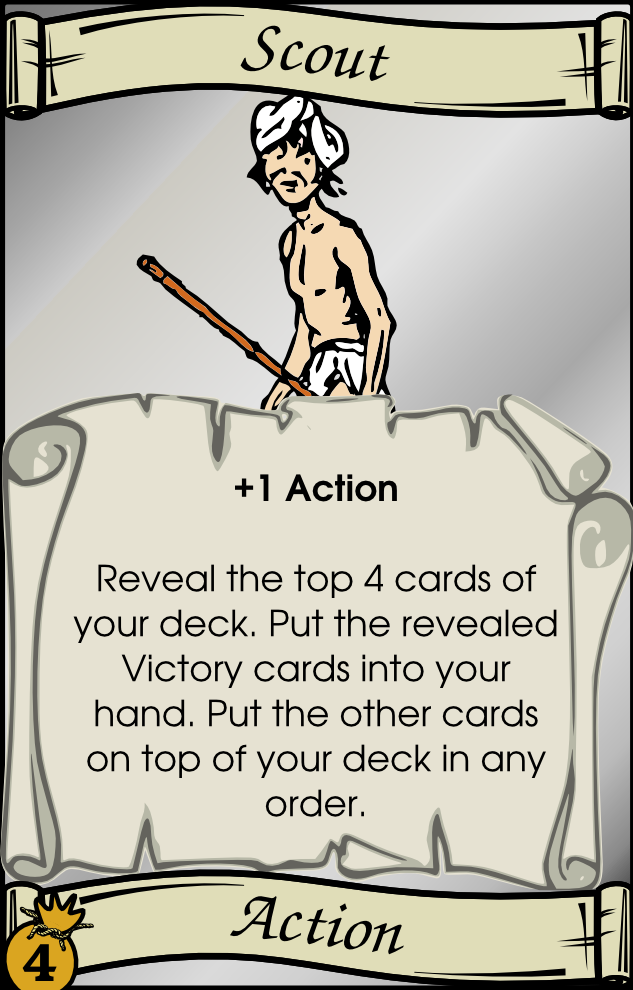 Scout
+1 Action
Reveal the top 4 cards of
your deck. Put the revealed
Victory cards into your
hand. Put the other cards
on top of your deck in any
order.
Action
4